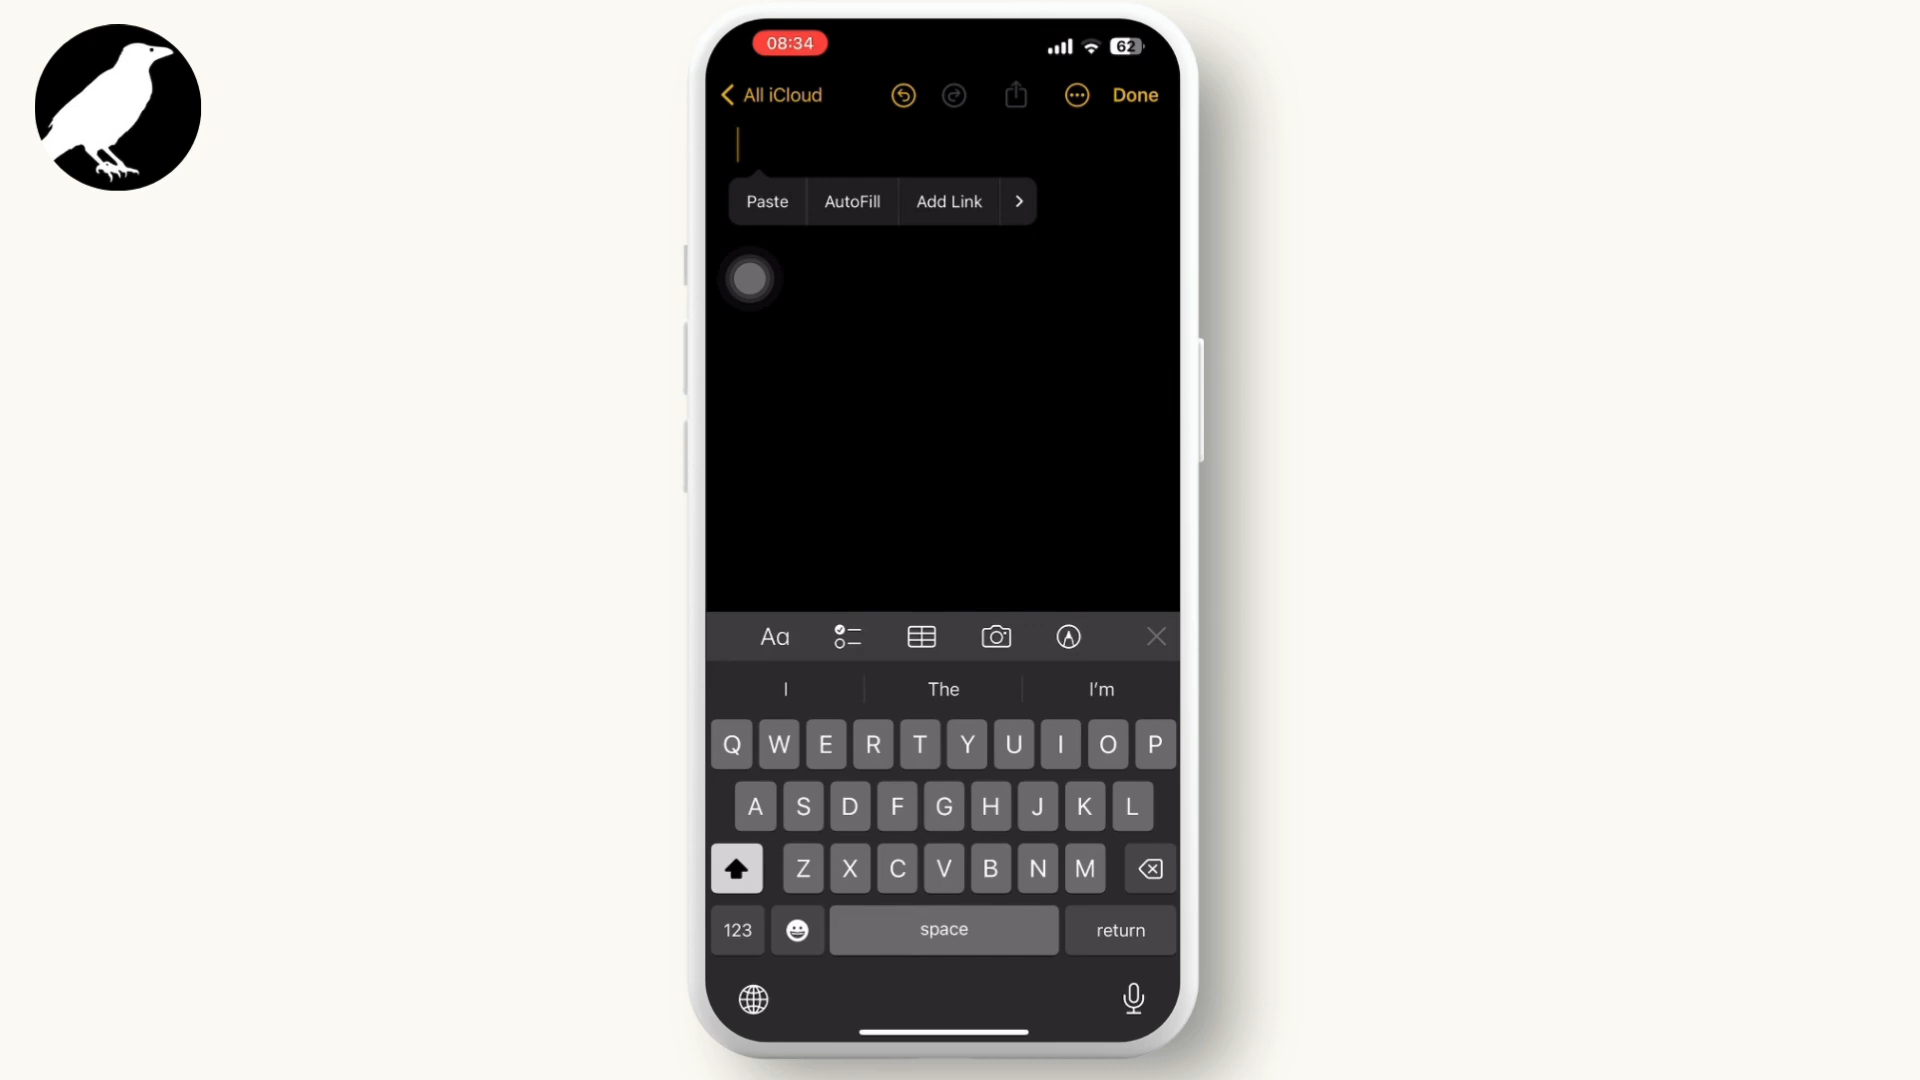 08:34
62
All iCloud
Done
Paste
AutoFill
Add Link
Aa
I
The
I'm
Q W E R T Y U I O P
A S D F G H J K L
Z X C V B N M
123
space
return